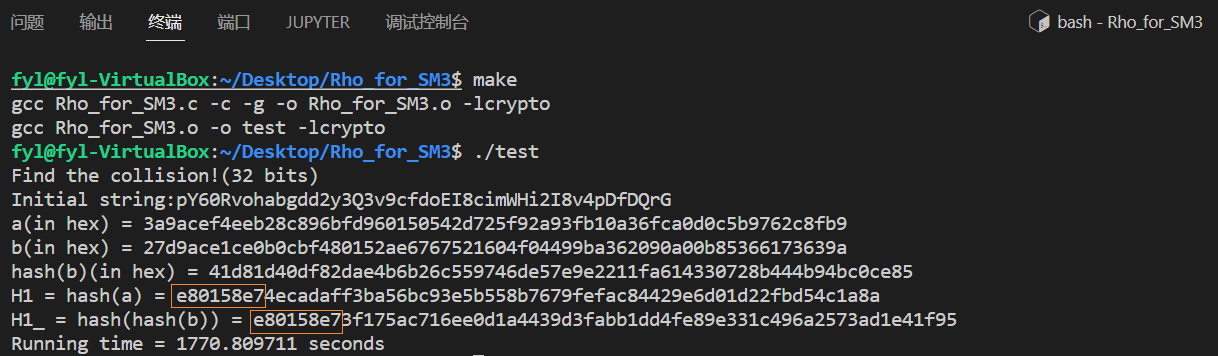 问题 输出 终端 端口 JUPYTER 调试控制台 bash - Rho_for_SM3
fyl@fyl-VirtualBox:~/Desktop/Rho_for_SM3$ make
gcc Rho_for_SM3.c -c -g -o Rho_for_SM3.o -lcrypto
gcc Rho_for_SM3.o -o test -lcrypto
fyl@fyl-VirtualBox:~/Desktop/Rho_for_SM3$ ./test
Find the collision!(32 bits)
Initial string:pY60Rvohabgdd2y3Q3v9cfdoEI8cimWHi2I8v4pDfDQrG
a(in hex) = 3a9acef4eeb28c896bfd960150542d725f92a93fb10a36fca0d0c5b9762c8fb9
b(in hex) = 27d9ace1ce0b0cbf480152ae6767521604f04499ba362090a00b85366173639a
hash(b)(in hex) = 41d81d40df82dae4b6b26c559746de57e9e2211fa614330728b444b94bc0ce85
H1 = hash(a) = e80158e74ecadaff3ba56bc93e5b558b7679fefac84429e6d01d22fbd54c1a8a
H1_ = hash(hash(b)) = e80158e73f175ac716ee0d1a4439d3fabb1dd4fe89e331c496a2573ad1e41f95
Running time = 1770.809711 seconds